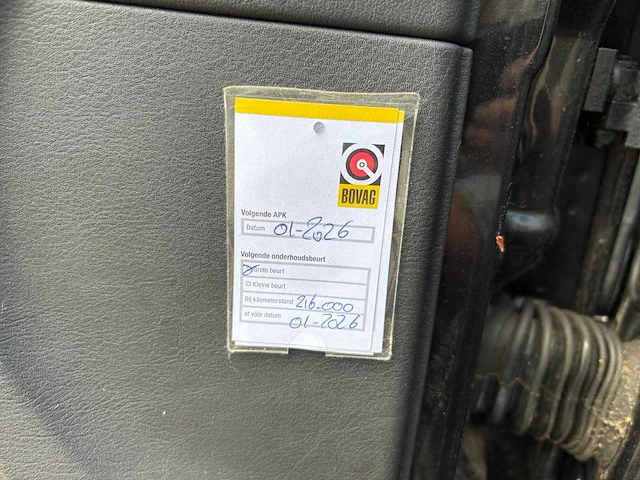 BOVAG
Volgende APK
Datum 01-2026
Volgende onderhoudsbeurt
Grote beurt
Kleine beurt
Bij kilometerstand 216-000
of vóór datum 01-2026